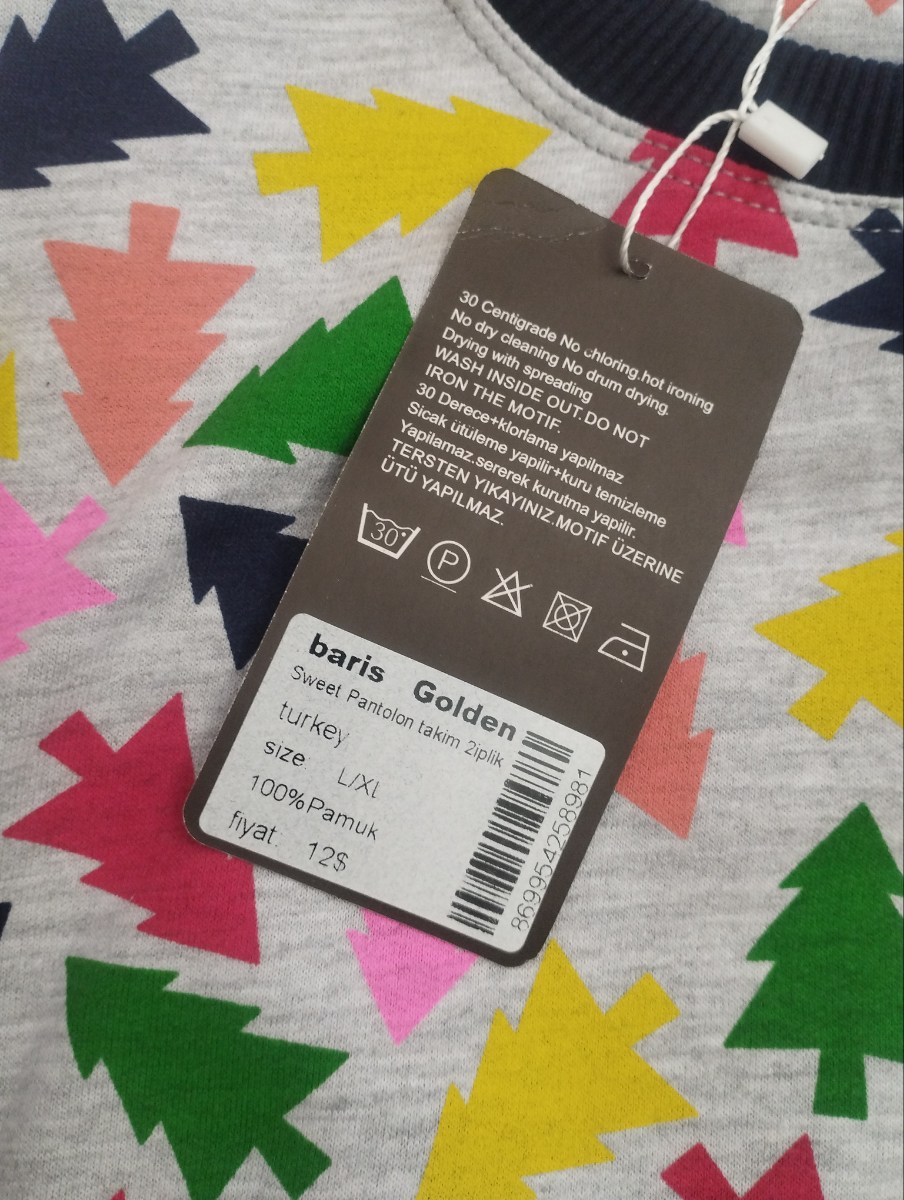 30 Centigrade No chloring.hot ironing
No dry cleaning No drum drying.
Drying with spreading
WASH INSIDE OUT.DO NOT
IRON THE MOTIF.
30 Derece+klorlama yapilmaz
Sicak ütüleme yapilir+kuru temizleme
Yapilamaz.sererek kurutma yapilir.
TERSTEN YIKAYINIZ.MOTIF ÜZERINE
ÜTÜ YAPILMAZ.
30°
P
baris Golden
Sweet Pantolon takim 2iplik
turkey
size: L/XL
100%Pamuk
fiyat: 12$
869954258981